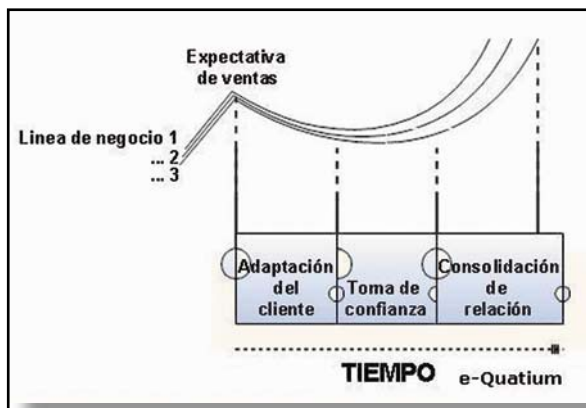 Expectativa
de ventas
Linea de negocio 1
... 2
... 3
Adaptación
del
cliente
Toma de
confianza
Consolidación
de
relación
TIEMPO
e-Quatium